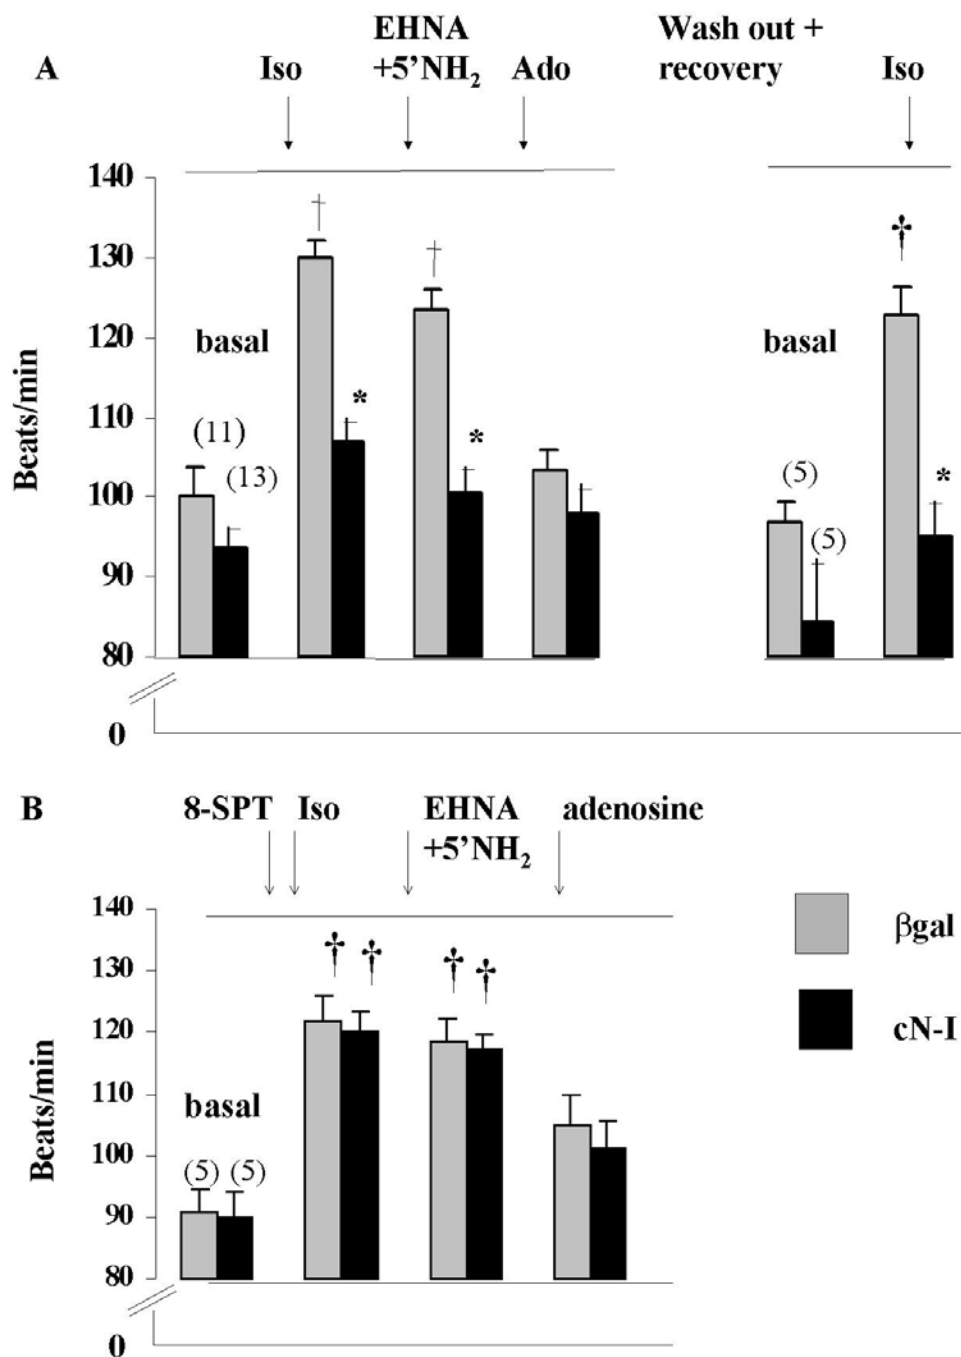 EHNA
Wash out +
A
Iso
+5’NH₂
Ado
recovery
Iso
140
†
†
130
†
120
basal
basal
110
*
*
(11)
(13)
*
(5)
(5)
100
90
80
0
Beats/min
B
8-SPT
Iso
EHNA
adenosine
+5’NH₂
140
† †
† †
130
120
110
basal
100
(5) (5)
90
80
0
Beats/min
βgal
cN-I